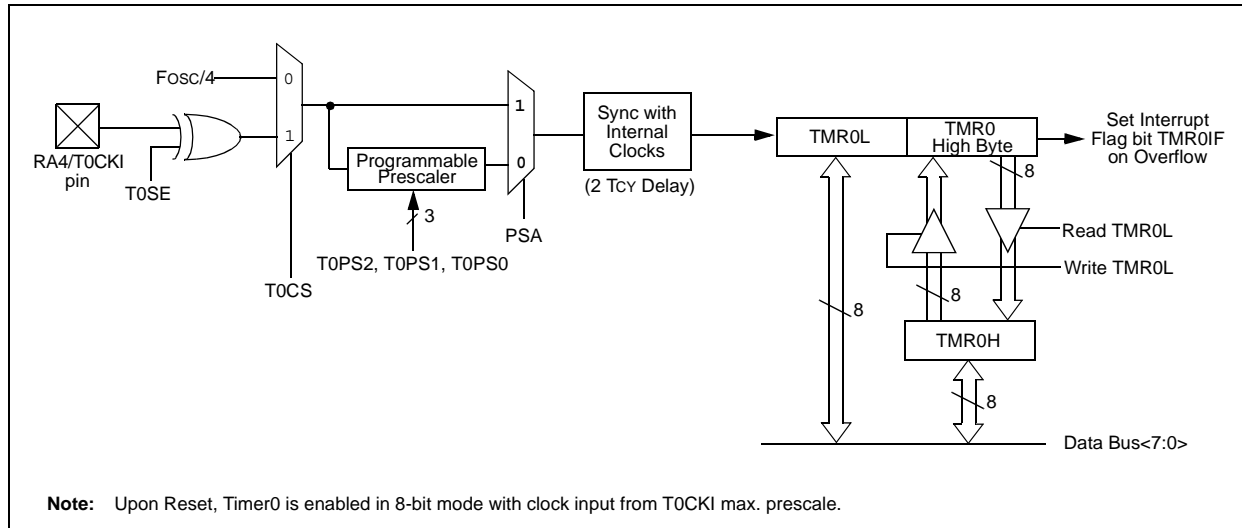 FOSC/4
0
1
RA4/T0CKI
pin
T0SE
T0CS
Programmable
Prescaler
3
T0PS2, T0PS1, T0PS0
1
0
PSA
Sync with
Internal
Clocks
(2 TCY Delay)
TMR0L
TMR0
High Byte
Set Interrupt
Flag bit TMR0IF
on Overflow
8
Read TMR0L
Write TMR0L
8
8
TMR0H
8
Data Bus<7:0>
Note: Upon Reset, Timer0 is enabled in 8-bit mode with clock input from T0CKI max. prescale.